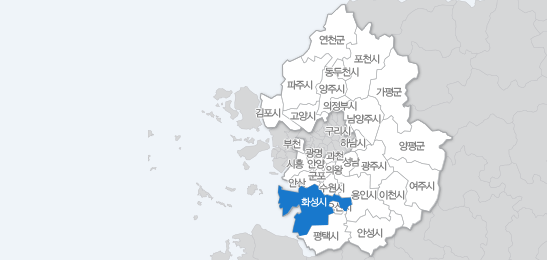 연천군
포천시
동두천시
파주시
양주시
가평군
의정부시
김포시
고양시
남양주시
구리시
하남시
양평군
부천
광명
과천
시흥
안양
의왕
성남
광주시
군포
안산
수원시
여주시
용인시
이천시
화성시
평택시
안성시